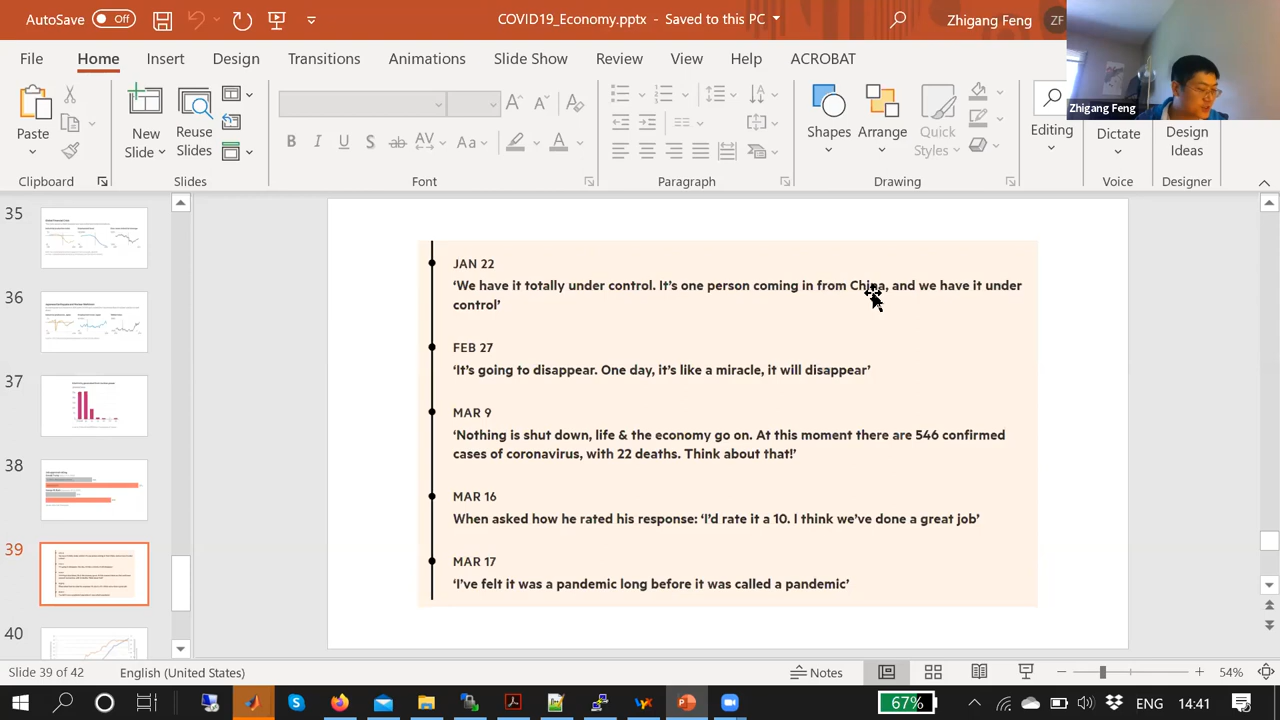 AutoSave Off COVID19_Economy.pptx - Saved to this PC Zhigang Feng ZF
File Home Insert Design Slide Show Transitions Animations Review View Help ACROBAT
Zhigang Feng
Paste
New Slide
Reuse Slides
B I U S ab AV Aa A
Shapes
Arrange
Quick Styles
Editing
Dictate
Design Ideas
Clipboard Slides Font Paragraph Drawing Voice Designer
35
36
37
38
39
40
JAN 22
‘We have it totally under control. It’s one person coming in from China, and we have it under
control’
FEB 27
‘It’s going to disappear. One day, it’s like a miracle, it will disappear’
MAR 9
‘Nothing is shut down, life & the economy go on. At this moment there are 546 confirmed
cases of coronavirus, with 22 deaths. Think about that!’
MAR 16
When asked how he rated his response: ‘I’d rate it a 10. I think we’ve done a great job’
MAR 17
‘I’ve felt it was a pandemic long before it was called a pandemic’
Slide 39 of 42 English (United States) Notes 54%
67% ENG 14:41